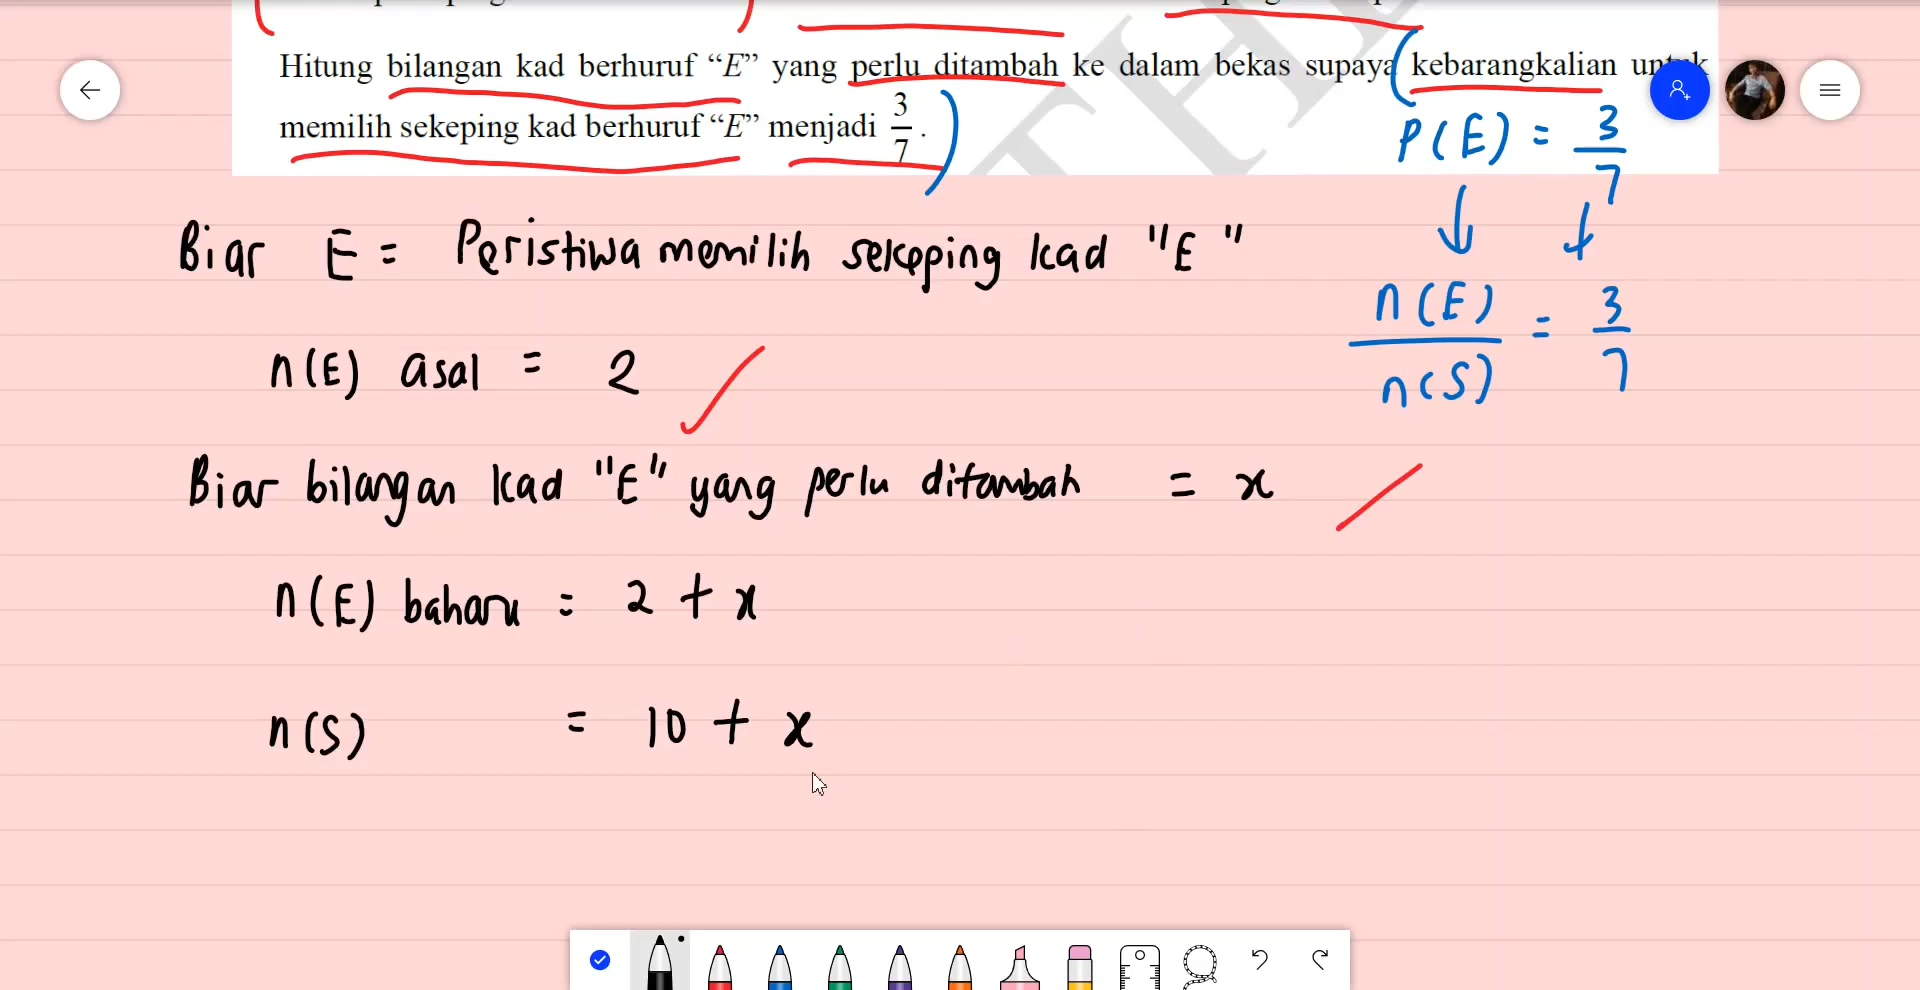 Hitung bilangan kad berhuruf “E” yang perlu ditambah ke dalam bekas supaya kebarangkalian untuk
memilih sekeping kad berhuruf “E” menjadi 3/7 .
P(E) = 3/7
Biar E = Peristiwa memilih sekeping kad "E"
n(E)/n(S) = 3/7
n(E) asal = 2
Biar bilangan kad "E" yang perlu ditambah = x
n(E) baharu = 2 + x
n(S) = 10 + x